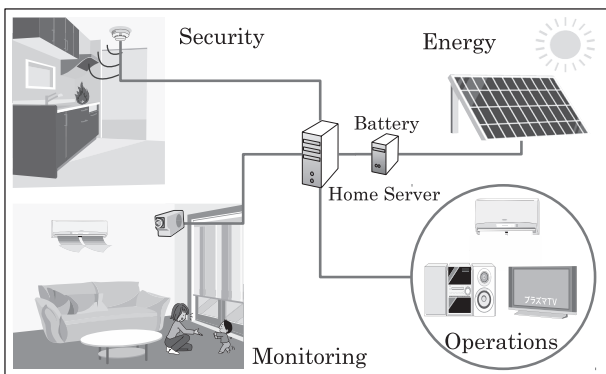 Security
Energy
Battery
Home Server
プラズマTV
Operations
Monitoring